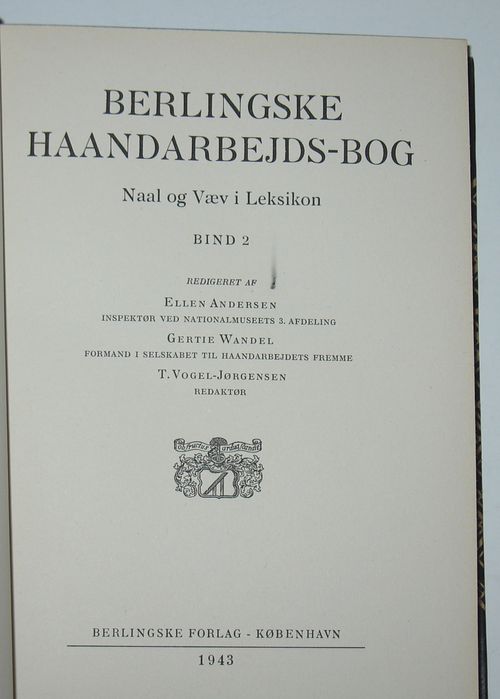 BERLINGSKE
HAANDARBEJDS-BOG
Naal og Væv i Leksikon
BIND 2
REDIGERET AF
ELLEN ANDERSEN
INSPEKTØR VED NATIONALMUSEETS 3. AFDELING
GERTIE WANDEL
FORMAND I SELSKABET TIL HAANDARBEJDETS FREMME
T. VOGEL-JØRGENSEN
REDAKTØR
BERLINGSKE FORLAG - KØBENHAVN
1943